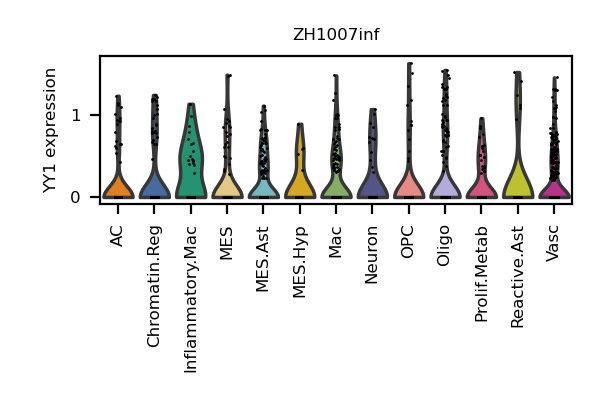 ZH1007inf
YY1 expression
1
0
AC
Chromatin.Reg
Inflammatory.Mac
MES
MES.Ast
MES.Hyp
Mac
Neuron
OPC
Oligo
Prolif.Metab
Reactive.Ast
Vasc